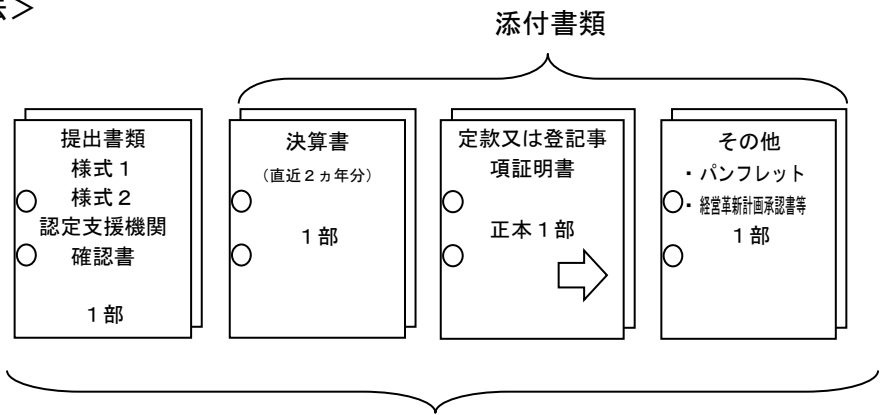 法＞
添付書類
提出書類
様式１
様式２
認定支援機関
確認書
１部
決算書
（直近２ヵ年分）
１部
定款又は登記事
項証明書
正本１部
その他
・パンフレット
・経営革新計画承認書等
１部